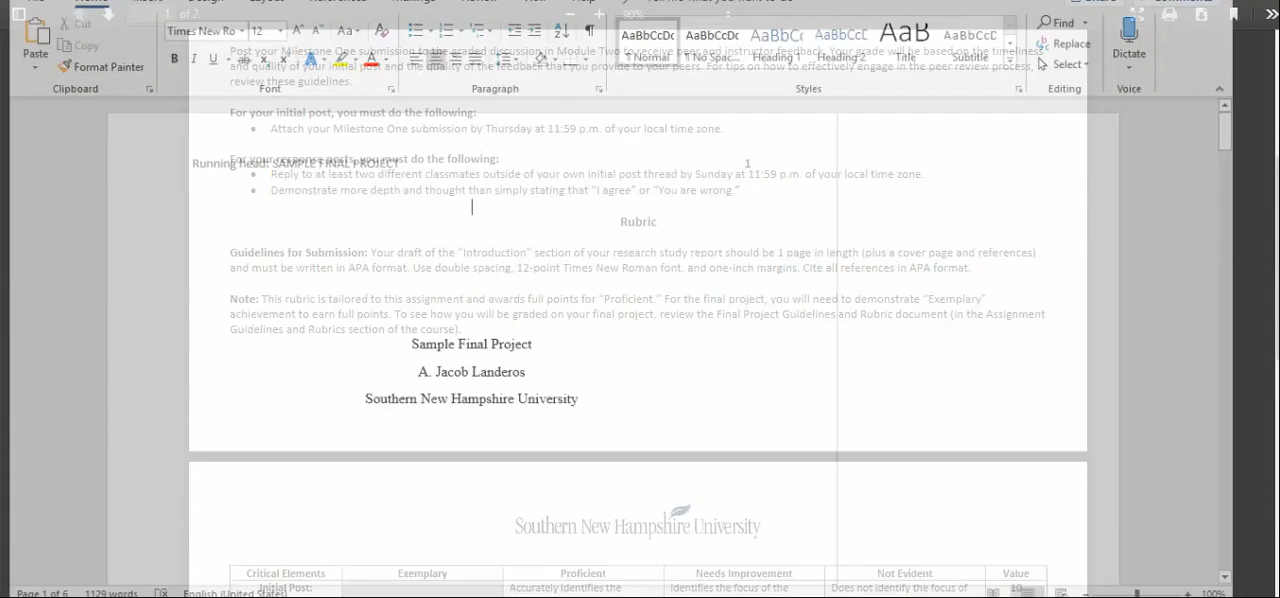 1 of 2
90%
Cut
Times New Ro
12
Aa
AaBbCcDc
AaBbCcDc
AaBbC(
AaBbCcC
AaB
AaBbCcD
Find
Copy
Paste
Format Painter
Normal
No Spac...
Heading 1
Heading 2
Title
Subtitle
Replace
Select
Dictate
Clipboard
Font
Paragraph
Styles
Editing
Voice
Post your Milestone One submission to the graded discussion in Module Two to receive peer and instructor feedback. Your grade will be based on the timeliness
and quality of your initial post and the quality of the feedback that you provide to your peers. For tips on how to effectively engage in the peer review process,
review these guidelines.
For your initial post, you must do the following:
● Attach your Milestone One submission by Thursday at 11:59 p.m. of your local time zone.
For your response posts, you must do the following:
Running head: SAMPLE FINAL PROJECT 1
● Reply to at least two different classmates outside of your own initial post thread by Sunday at 11:59 p.m. of your local time zone.
● Demonstrate more depth and thought than simply stating that “I agree” or “You are wrong.”
Rubric
Guidelines for Submission: Your draft of the “Introduction” section of your research study report should be 1 page in length (plus a cover page and references)
and must be written in APA format. Use double spacing, 12-point Times New Roman font, and one-inch margins. Cite all references in APA format.
Note: This rubric is tailored to this assignment and awards full points for “Proficient.” For the final project, you will need to demonstrate “Exemplary”
achievement to earn full points. To see how you will be graded on your final project, review the Final Project Guidelines and Rubric document (in the Assignment
Guidelines and Rubrics section of the course).
Sample Final Project
A. Jacob Landeros
Southern New Hampshire University
Southern New Hampshire University
Critical Elements Exemplary Proficient Needs Improvement Not Evident Value
Initial Post: Accurately identifies the Identifies the focus of the Does not identify the focus of 10
Page 1 of 6 1129 words English (United States) 100%